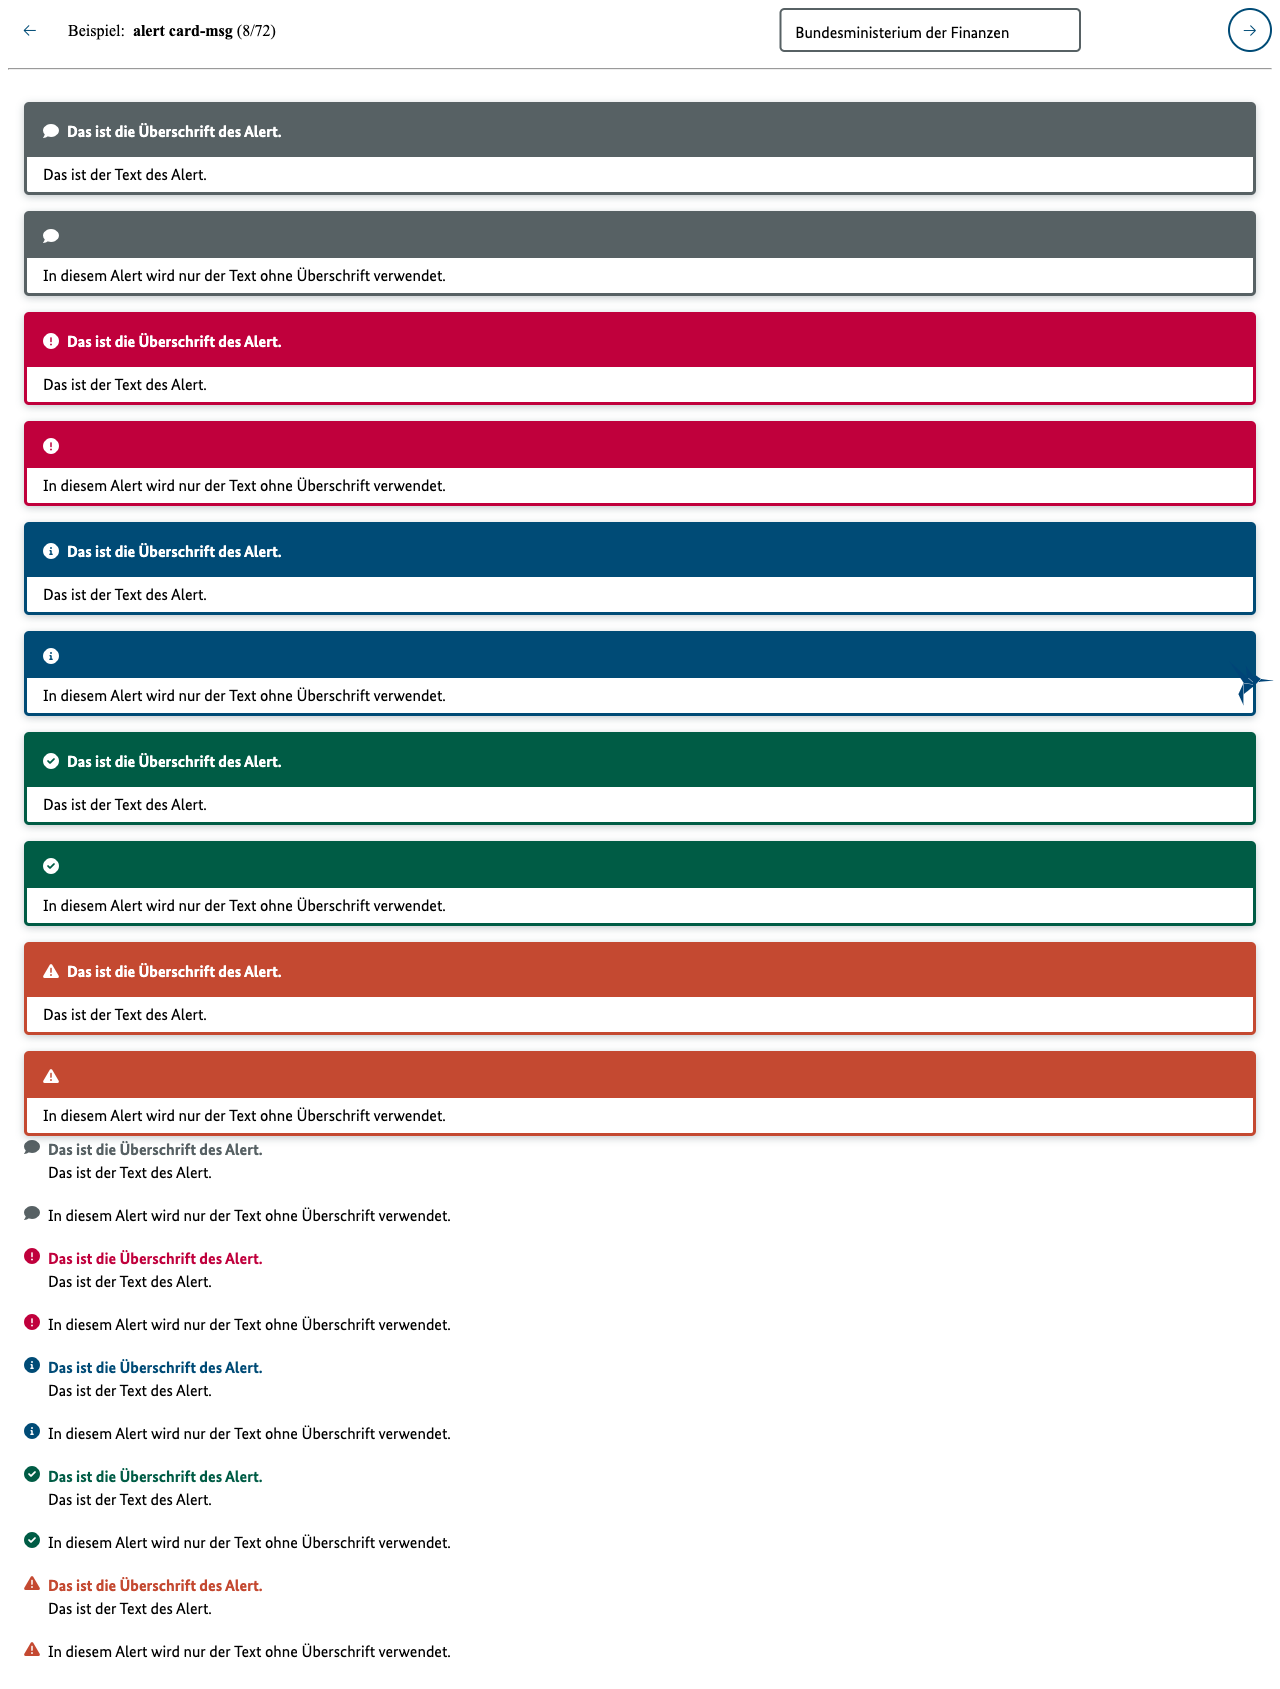 Beispiel: alert card-msg (8/72)
Bundesministerium der Finanzen
Das ist die Überschrift des Alert.
Das ist der Text des Alert.
In diesem Alert wird nur der Text ohne Überschrift verwendet.
Das ist die Überschrift des Alert.
Das ist der Text des Alert.
In diesem Alert wird nur der Text ohne Überschrift verwendet.
Das ist die Überschrift des Alert.
Das ist der Text des Alert.
In diesem Alert wird nur der Text ohne Überschrift verwendet.
Das ist die Überschrift des Alert.
Das ist der Text des Alert.
In diesem Alert wird nur der Text ohne Überschrift verwendet.
Das ist die Überschrift des Alert.
Das ist der Text des Alert.
In diesem Alert wird nur der Text ohne Überschrift verwendet.
Das ist die Überschrift des Alert.
Das ist der Text des Alert.
In diesem Alert wird nur der Text ohne Überschrift verwendet.
Das ist die Überschrift des Alert.
Das ist der Text des Alert.
In diesem Alert wird nur der Text ohne Überschrift verwendet.
Das ist die Überschrift des Alert.
Das ist der Text des Alert.
In diesem Alert wird nur der Text ohne Überschrift verwendet.
Das ist die Überschrift des Alert.
Das ist der Text des Alert.
In diesem Alert wird nur der Text ohne Überschrift verwendet.
Das ist die Überschrift des Alert.
Das ist der Text des Alert.
In diesem Alert wird nur der Text ohne Überschrift verwendet.